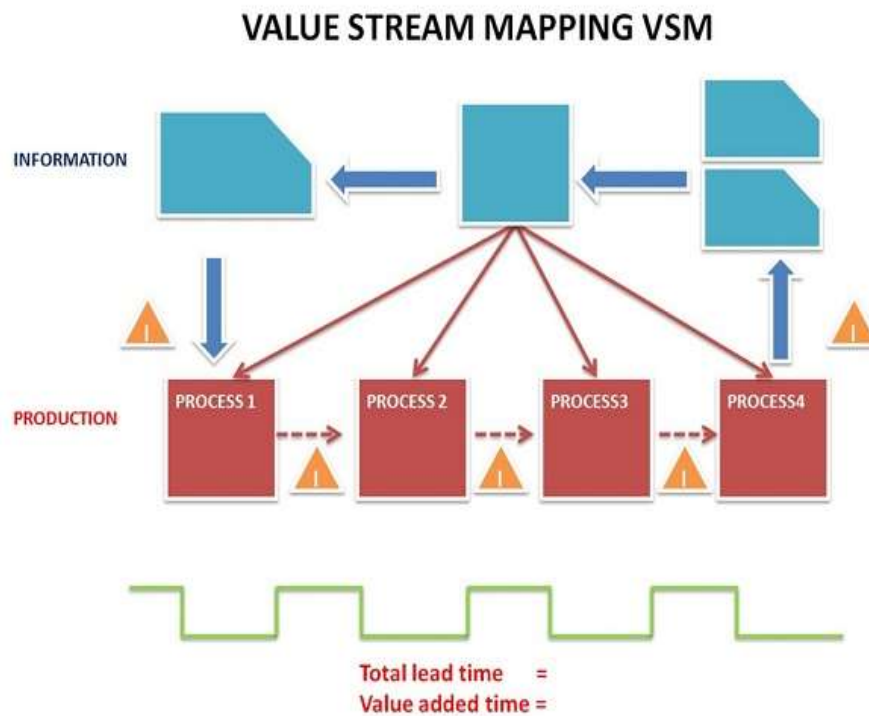 VALUE STREAM MAPPING VSM
INFORMATION
I
I
PROCESS 1
PROCESS 2
PROCESS3
PROCESS4
PRODUCTION
I
I
I
Total lead time =
Value added time =